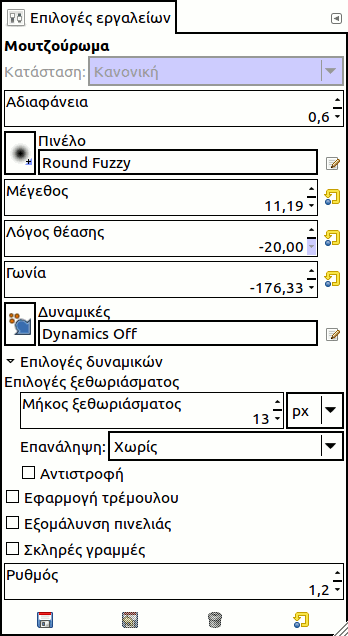 Επιλογές εργαλείων
Μουτζούρωμα
Κατάσταση: Κανονική
Αδιαφάνεια
0,6
Πινέλο
Round Fuzzy
Μέγεθος
11,19
Λόγος θέασης
-20,00
Γωνία
-176,33
Δυναμικές
Dynamics Off
Επιλογές δυναμικών
Επιλογές ξεθωριάσματος
Μήκος ξεθωριάσματος
13 px
Επανάληψη: Χωρίς
Αντιστροφή
Εφαρμογή τρέμουλου
Εξομάλυνση πινελιάς
Σκληρές γραμμές
Ρυθμός
1,2